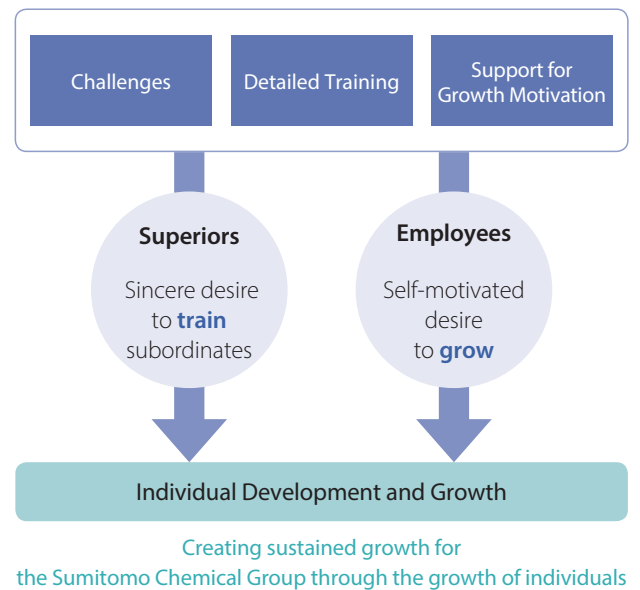 Challenges
Detailed Training
Support for
Growth Motivation
Superiors
Sincere desire
to train
subordinates
Employees
Self-motivated
desire
to grow
Individual Development and Growth
Creating sustained growth for
the Sumitomo Chemical Group through the growth of individuals